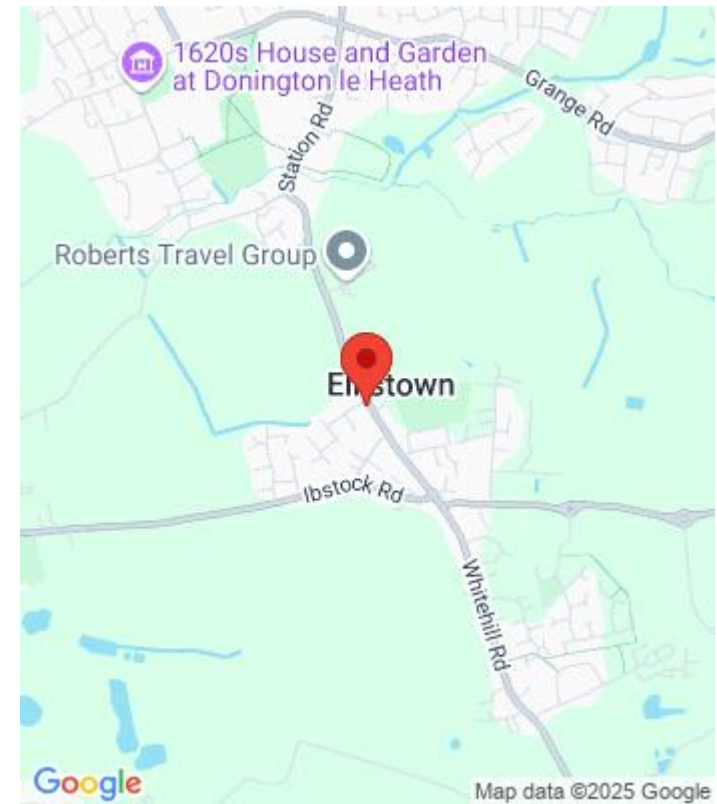 1620s House and Garden
at Donington le Heath
Grange Rd
Station Rd
Roberts Travel Group
Ibstock Rd
Whitehill Rd
Google
Map data ©2025 Google